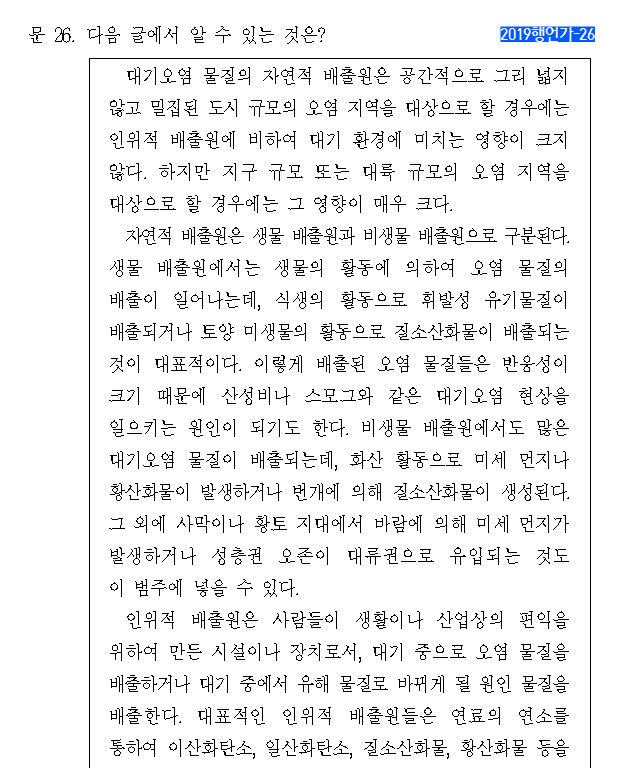 문 26. 다음 글에서 알 수 있는 것은?
2019행언가-26
대기오염 물질의 자연적 배출원은 공간적으로 그리 넓지
않고 밀집된 도시 규모의 오염 지역을 대상으로 할 경우에는
인위적 배출원에 비하여 대기 환경에 미치는 영향이 크지
않다. 하지만 지구 규모 또는 대륙 규모의 오염 지역을
대상으로 할 경우에는 그 영향이 매우 크다.
자연적 배출원은 생물 배출원과 비생물 배출원으로 구분된다.
생물 배출원에서는 생물의 활동에 의하여 오염 물질의
배출이 일어나는데, 식생의 활동으로 휘발성 유기물질이
배출되거나 토양 미생물의 활동으로 질소산화물이 배출되는
것이 대표적이다. 이렇게 배출된 오염 물질들은 반응성이
크기 때문에 산성비나 스모그와 같은 대기오염 현상을
일으키는 원인이 되기도 한다. 비생물 배출원에서도 많은
대기오염 물질이 배출되는데, 화산 활동으로 미세 먼지나
황산화물이 발생하거나 번개에 의해 질소산화물이 생성된다.
그 외에 사막이나 황토 지대에서 바람에 의해 미세 먼지가
발생하거나 성층권 오존이 대류권으로 유입되는 것도
이 범주에 넣을 수 있다.
인위적 배출원은 사람들이 생활이나 산업상의 편익을
위하여 만든 시설이나 장치로서, 대기 중으로 오염 물질을
배출하거나 대기 중에서 유해 물질로 바뀌게 될 원인 물질을
배출한다. 대표적인 인위적 배출원들은 연료의 연소를
통하여 이산화탄소, 일산화탄소, 질소산화물, 황산화물 등을